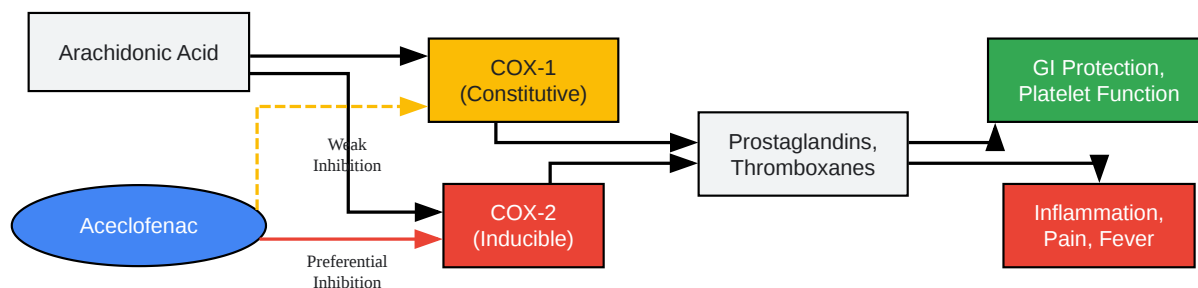 Arachidonic Acid
COX-1
(Constitutive)
GI Protection,
Platelet Function
Weak
Inhibition
Prostaglandins,
Thromboxanes
Aceclofenac
COX-2
(Inducible)
Inflammation,
Pain, Fever
Preferential
Inhibition